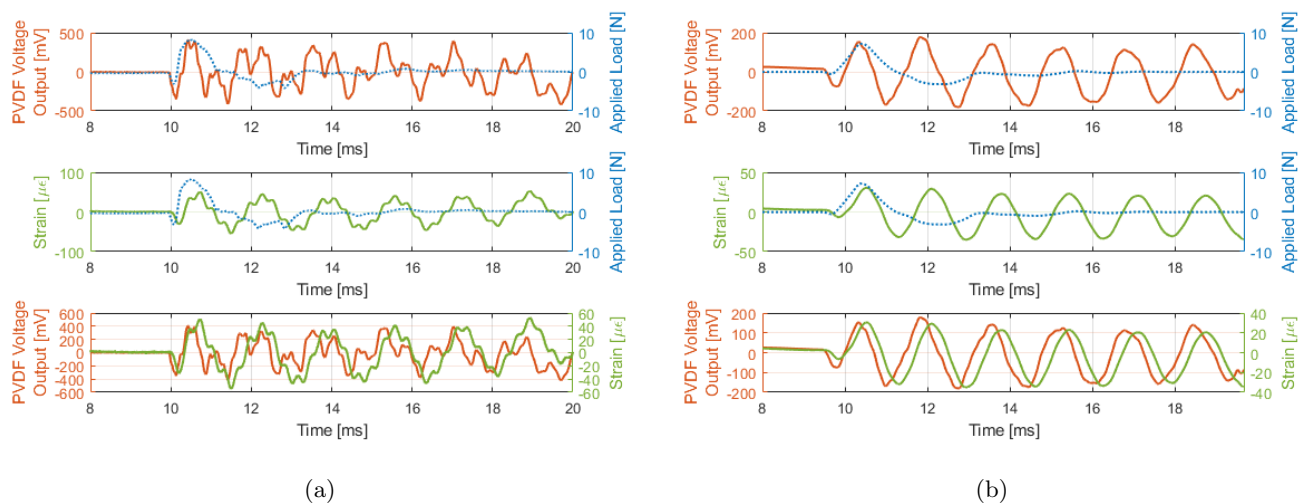 500
0
-500
PVDF Voltage
Output [mV]
10
0
-10
Applied Load [N]
8 10 12 14 16 18 20
Time [ms]
100
0
-100
Strain [με]
10
0
-10
Applied Load [N]
8 10 12 14 16 18 20
Time [ms]
600
400
200
0
-200
-400
-600
PVDF Voltage
Output [mV]
60
40
20
0
-20
-40
-60
Strain [με]
8 10 12 14 16 18 20
Time [ms]
(a)
200
0
-200
PVDF Voltage
Output [mV]
10
0
-10
Applied Load [N]
8 10 12 14 16 18
Time [ms]
50
0
-50
Strain [με]
10
0
-10
Applied Load [N]
8 10 12 14 16 18
Time [ms]
200
100
0
-100
200
PVDF Voltage
Output [mV]
40
20
0
-20
-40
Strain [με]
8 10 12 14 16 18
Time [ms]
(b)